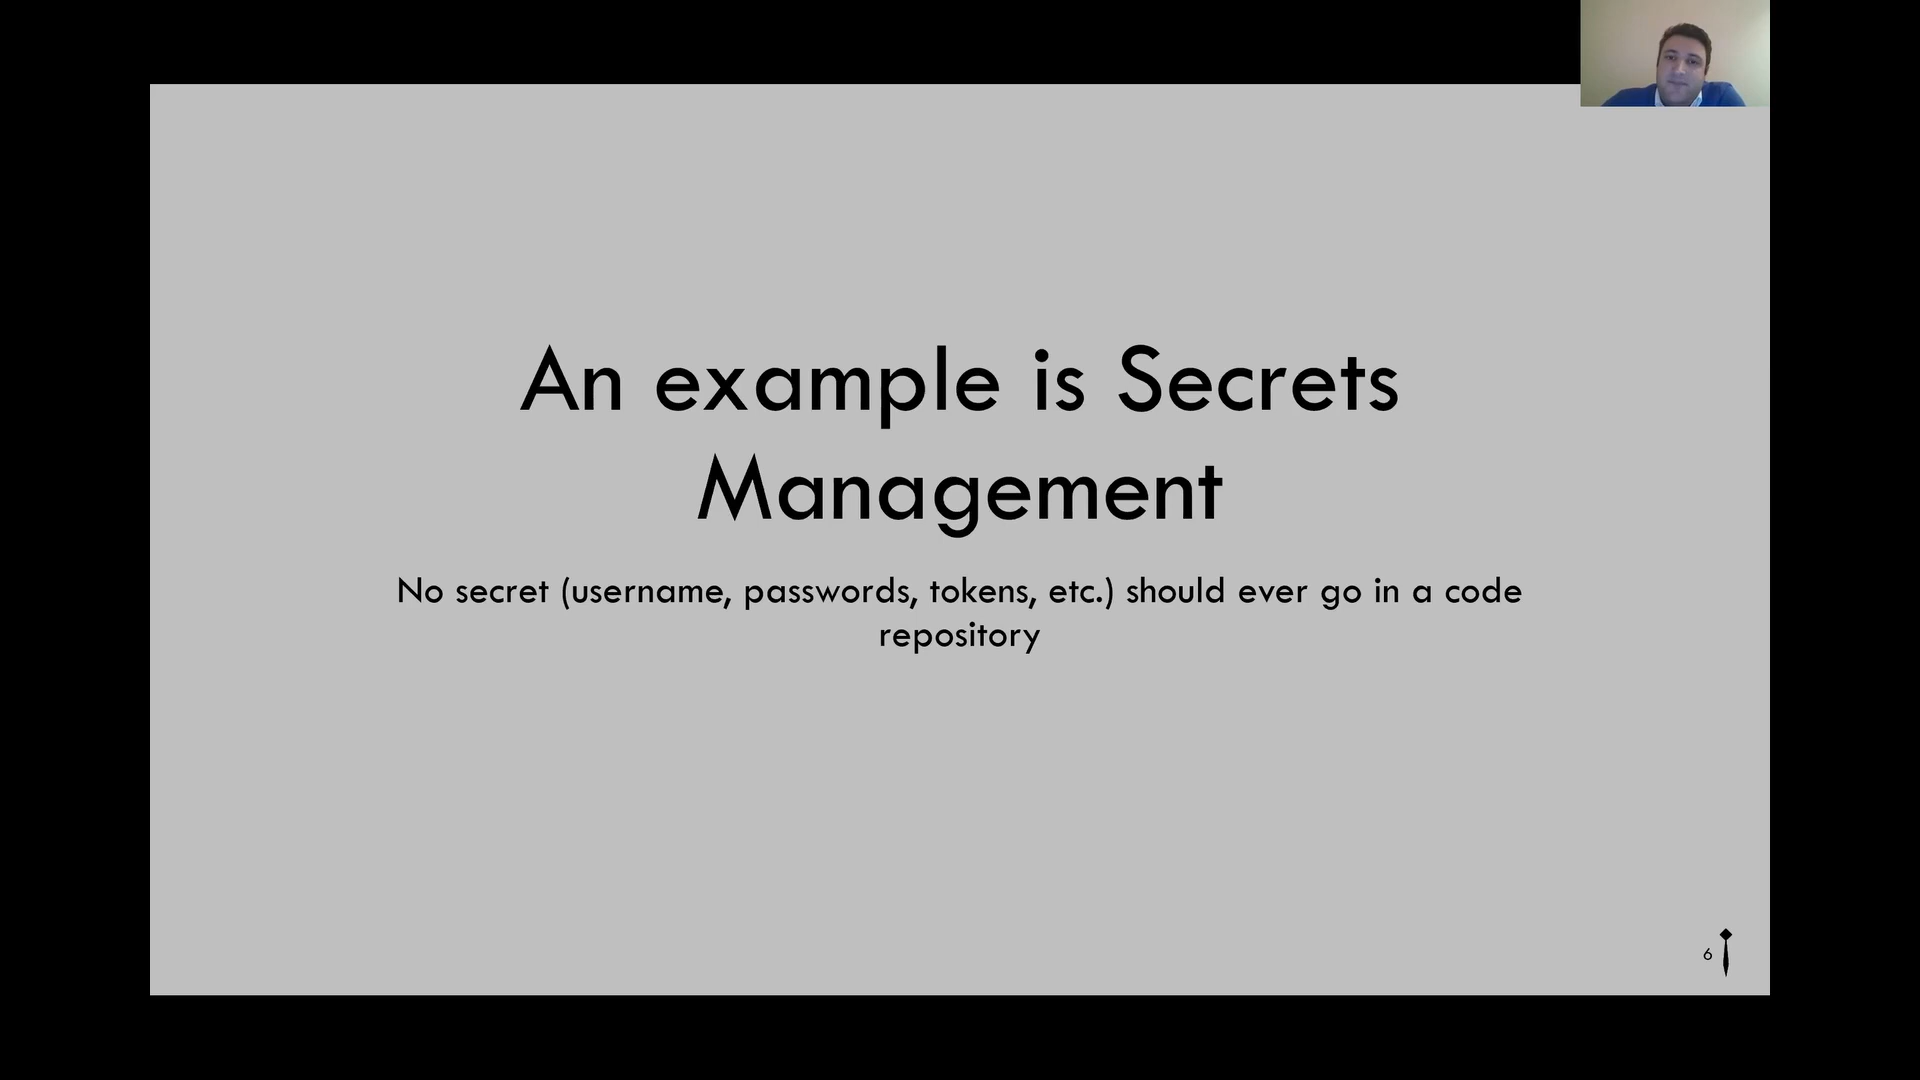 An example is Secrets
Management
No secret (username, passwords, tokens, etc.) should ever go in a code
repository
6